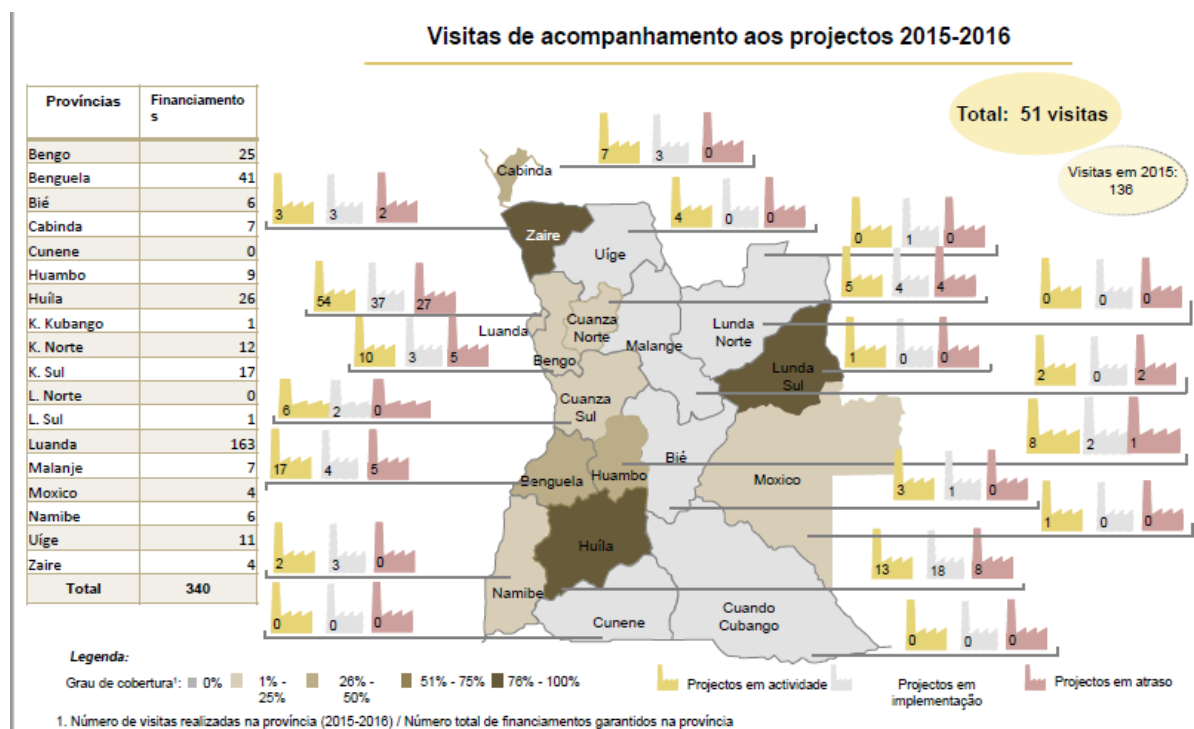 Visitas de acompanhamento aos projectos 2015-2016
Total: 51 visitas
Visitas em 2015:
136
Províncias Financiamento
s
Bengo 25
Benguela 41
Bié 6
Cabinda 7
Cunene 0
Huambo 9
Huíla 26
K. Kubango 1
K. Norte 12
K. Sul 17
L. Norte 0
L. Sul 1
Luanda 163
Malanje 7
Moxico 4
Namibe 6
Uíge 11
Zaire 4
Total 340
7 3 0
Cabinda
3 3 2
4 0 0
0 1 0
Zaire
Uíge
5 4 4
0 0 0
54 37 27
Luanda
Cuanza
Norte
Malange
Lunda
Norte
10 3 5
Bengo
1 0 0
2 0 2
Lunda
Sul
6 2 0
Cuanza
Sul
8 2 1
17 4 5
Benguela
Huambo
Bié
Moxico
3 1 0
1 0 0
2 3 0
Huíla
13 18 8
Namibe
0 0 0
Cunene
Cuando
Cubango
0 0 0
Legenda:
Grau de cobertura¹: 0% 1% -
25% 26% -
50% 51% - 75% 76% - 100%
Projectos em actividade
Projectos em
implementação
Projectos em atraso
1. Número de visitas realizadas na província (2015-2016) / Número total de financiamentos garantidos na província